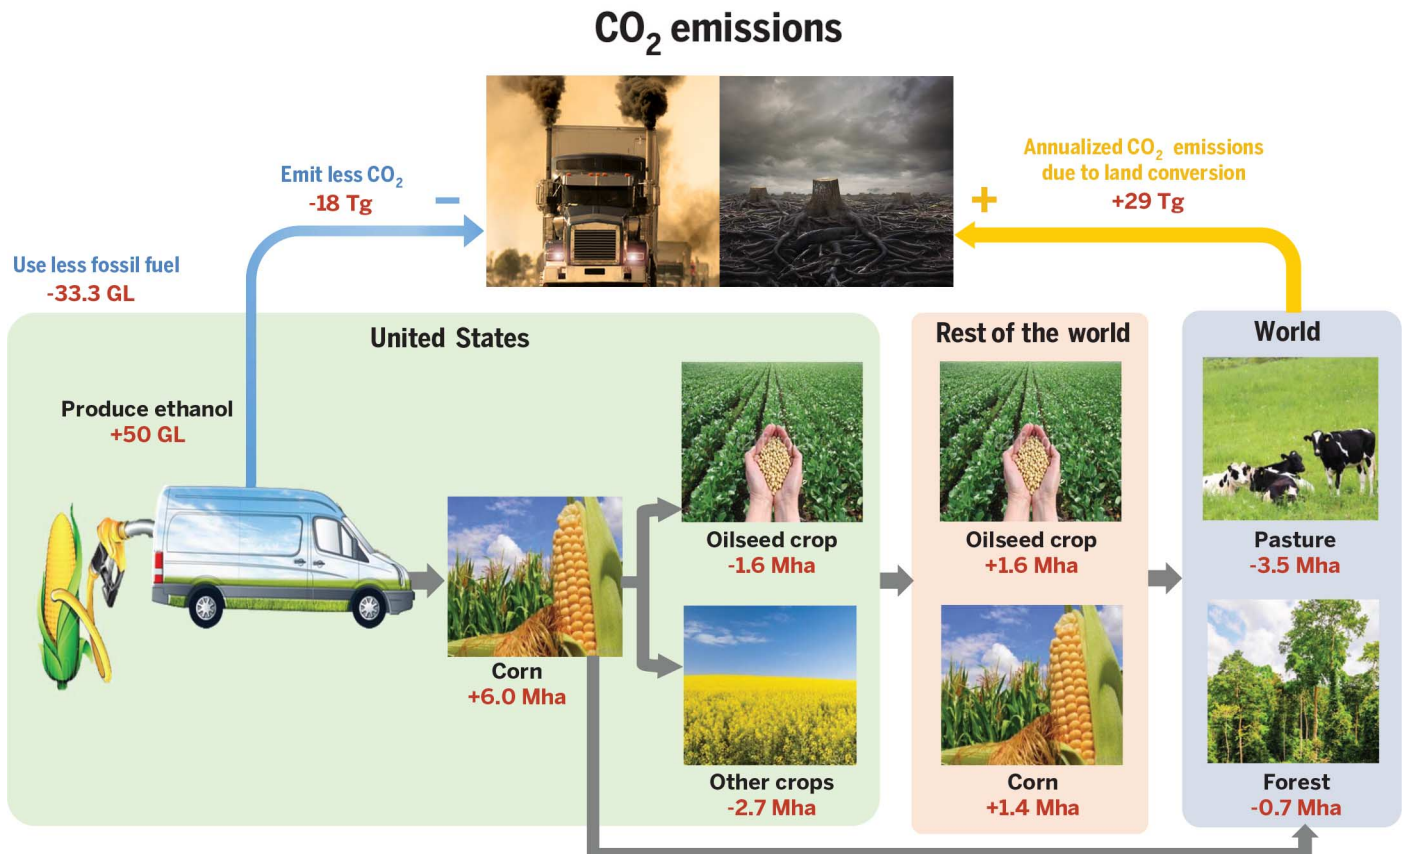 CO₂ emissions
Emit less CO₂
-18 Tg
−
+
Annualized CO₂ emissions
due to land conversion
+29 Tg
Use less fossil fuel
-33.3 GL
United States
Rest of the world
World
Produce ethanol
+50 GL
Corn
+6.0 Mha
Oilseed crop
-1.6 Mha
Other crops
-2.7 Mha
Oilseed crop
+1.6 Mha
Corn
+1.4 Mha
Pasture
-3.5 Mha
Forest
-0.7 Mha